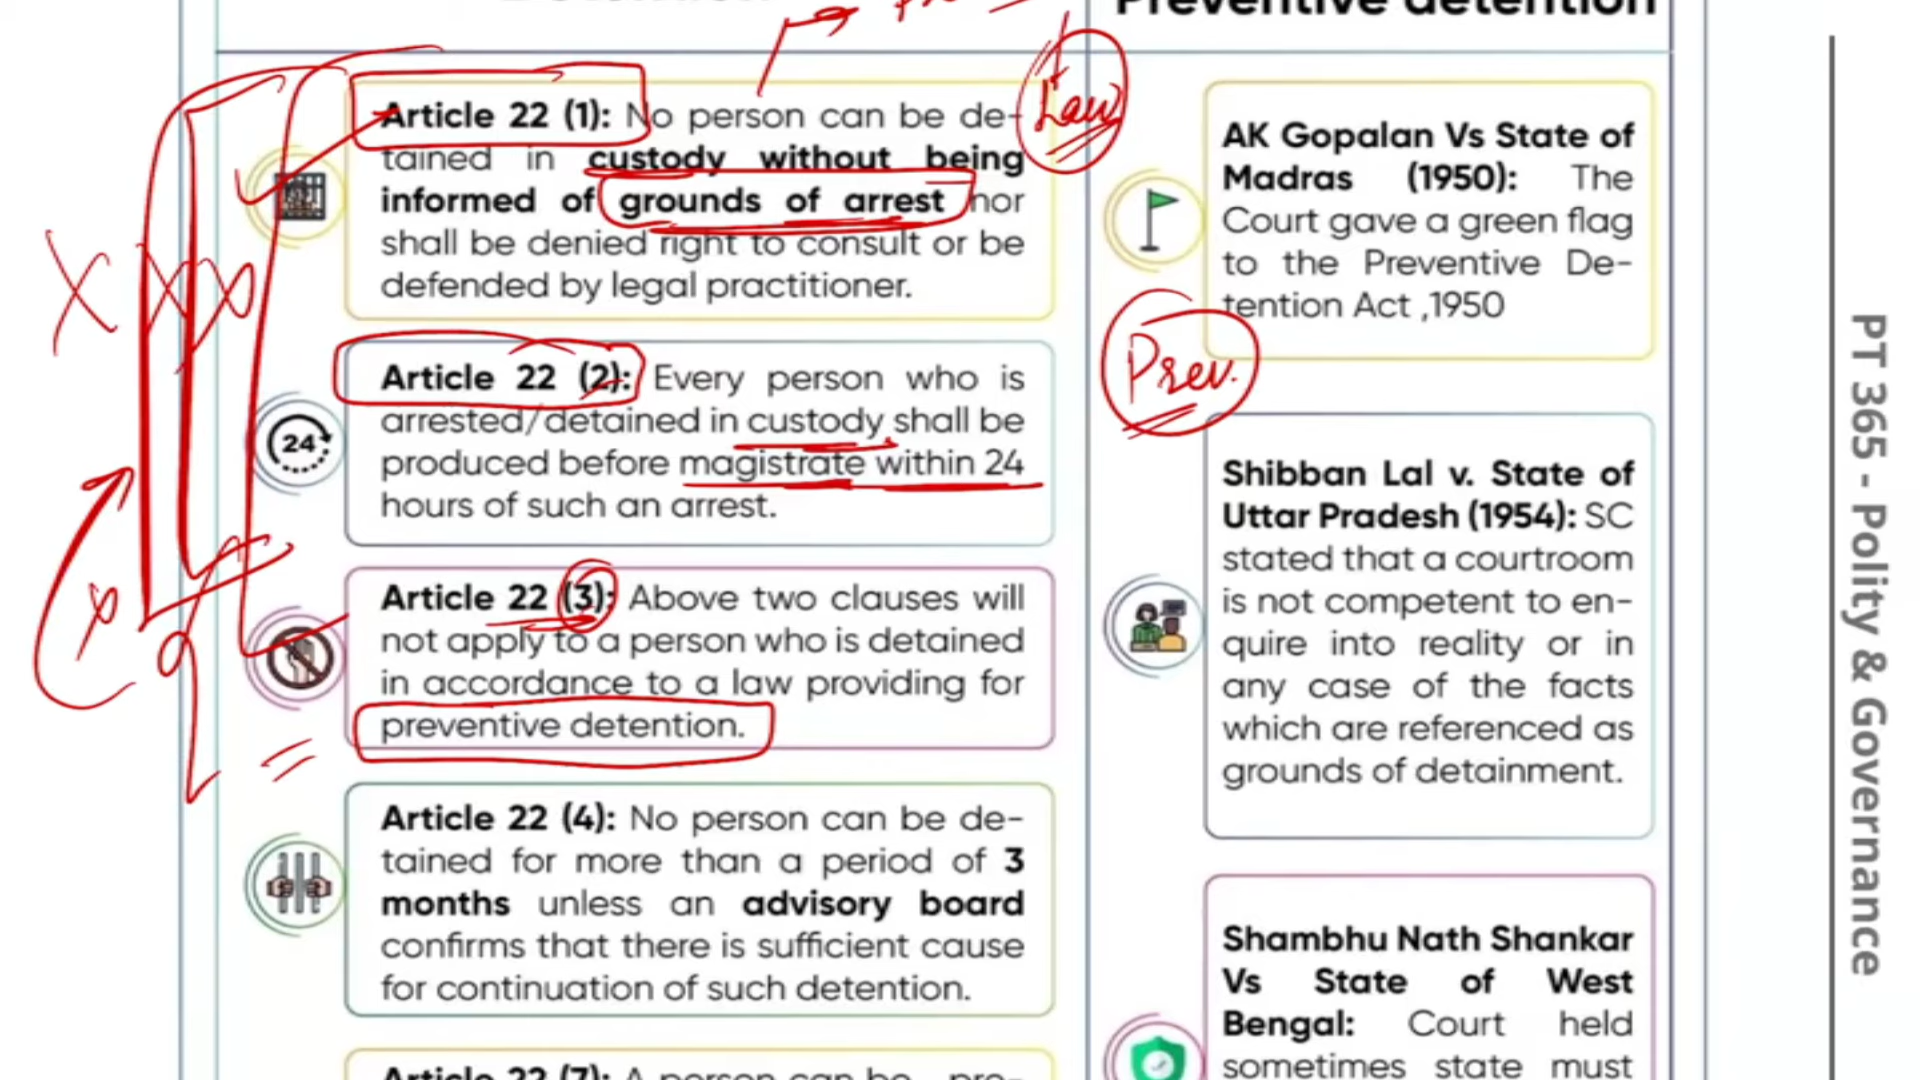 Preventive detention
Law
Article 22 (1): No person can be de-
tained in custody without being
informed of grounds of arrest nor
shall be denied right to consult or be
defended by legal practitioner.
24
Article 22 (2): Every person who is
arrested/detained in custody shall be
produced before magistrate within 24
hours of such an arrest.
Article 22 (3): Above two clauses will
not apply to a person who is detained
in accordance to a law providing for
preventive detention.
Article 22 (4): No person can be de-
tained for more than a period of 3
months unless an advisory board
confirms that there is sufficient cause
for continuation of such detention.
Article 22 (7): A person can be pre-
AK Gopalan Vs State of
Madras (1950): The
Court gave a green flag
to the Preventive De-
tention Act ,1950
Prev.
Shibban Lal v. State of
Uttar Pradesh (1954): SC
stated that a courtroom
is not competent to en-
quire into reality or in
any case of the facts
which are referenced as
grounds of detainment.
Shambhu Nath Shankar
Vs State of West
Bengal: Court held
sometimes state must
PT 365 - Polity & Governance